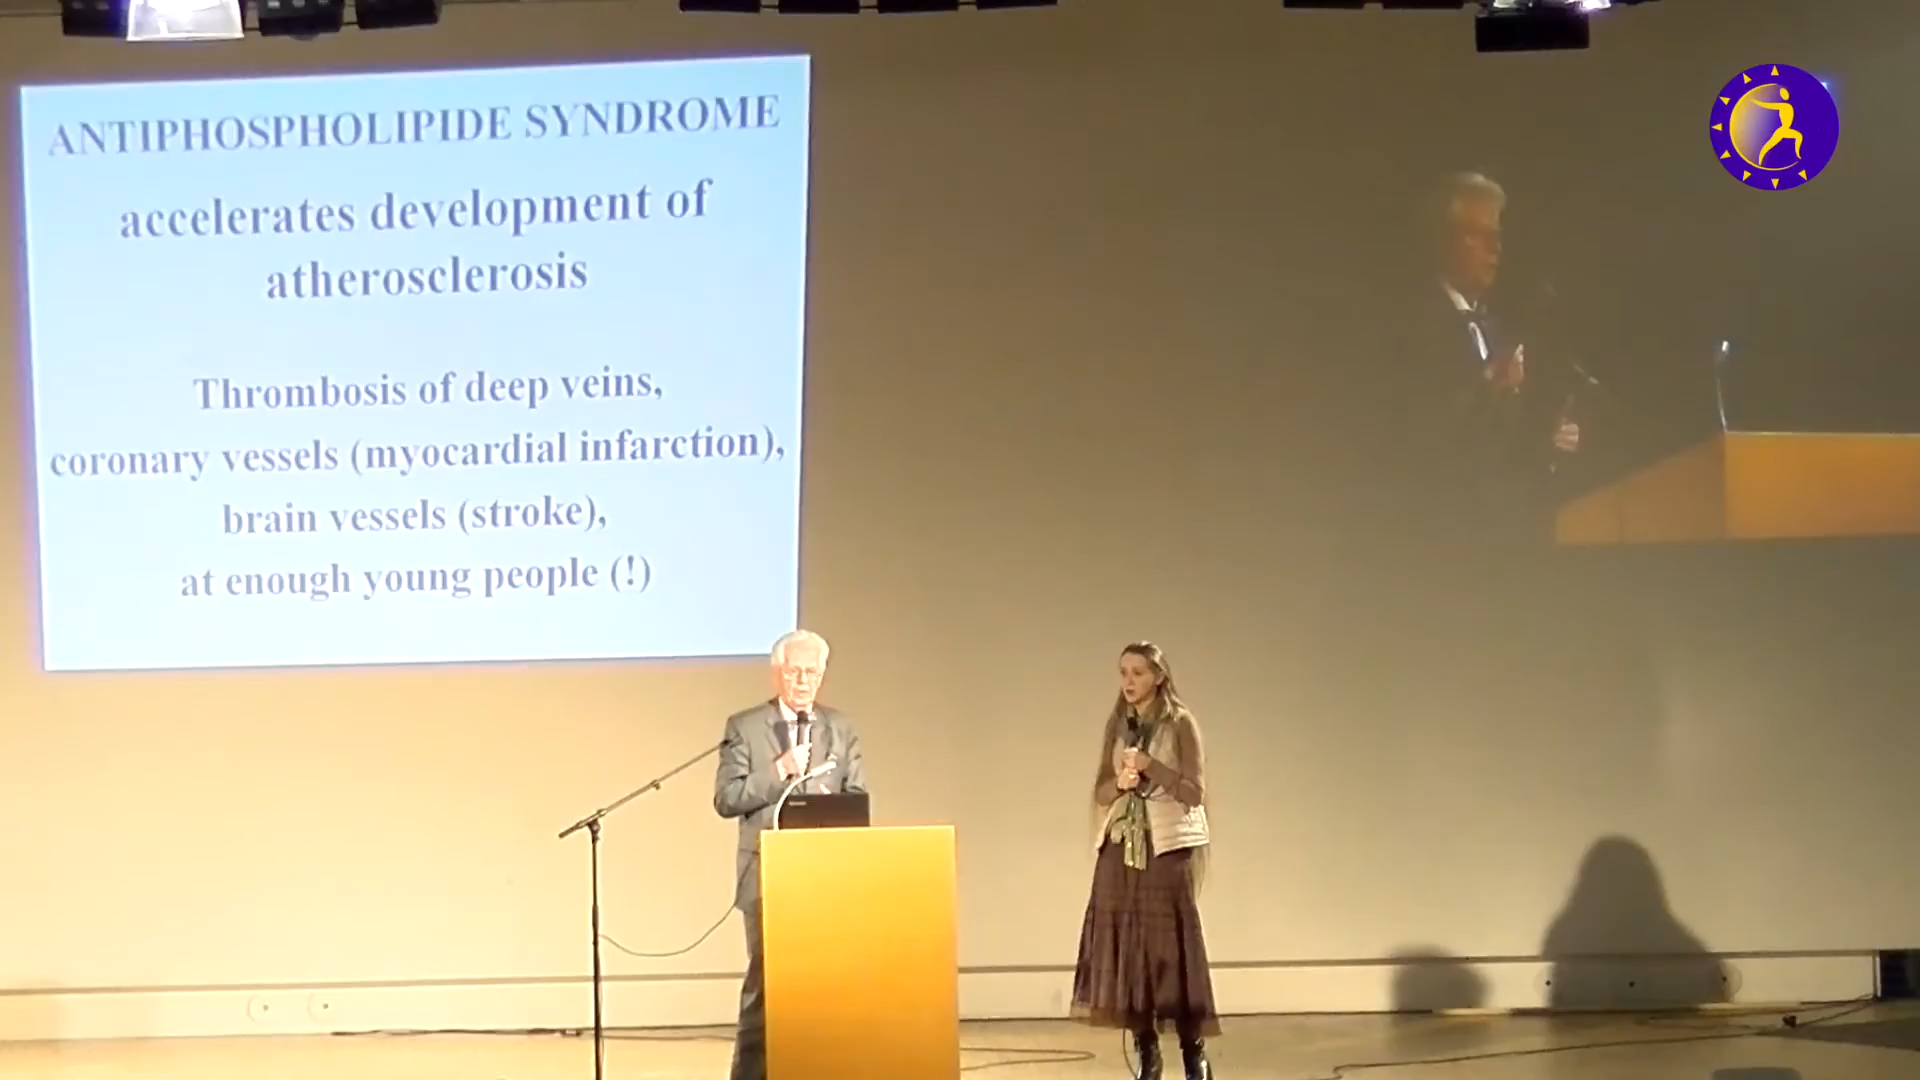 ANTIPHOSPHOLIPIDE SYNDROME
accelerates development of
atherosclerosis
Thrombosis of deep veins,
coronary vessels (myocardial infarction),
brain vessels (stroke),
at enough young people (!)